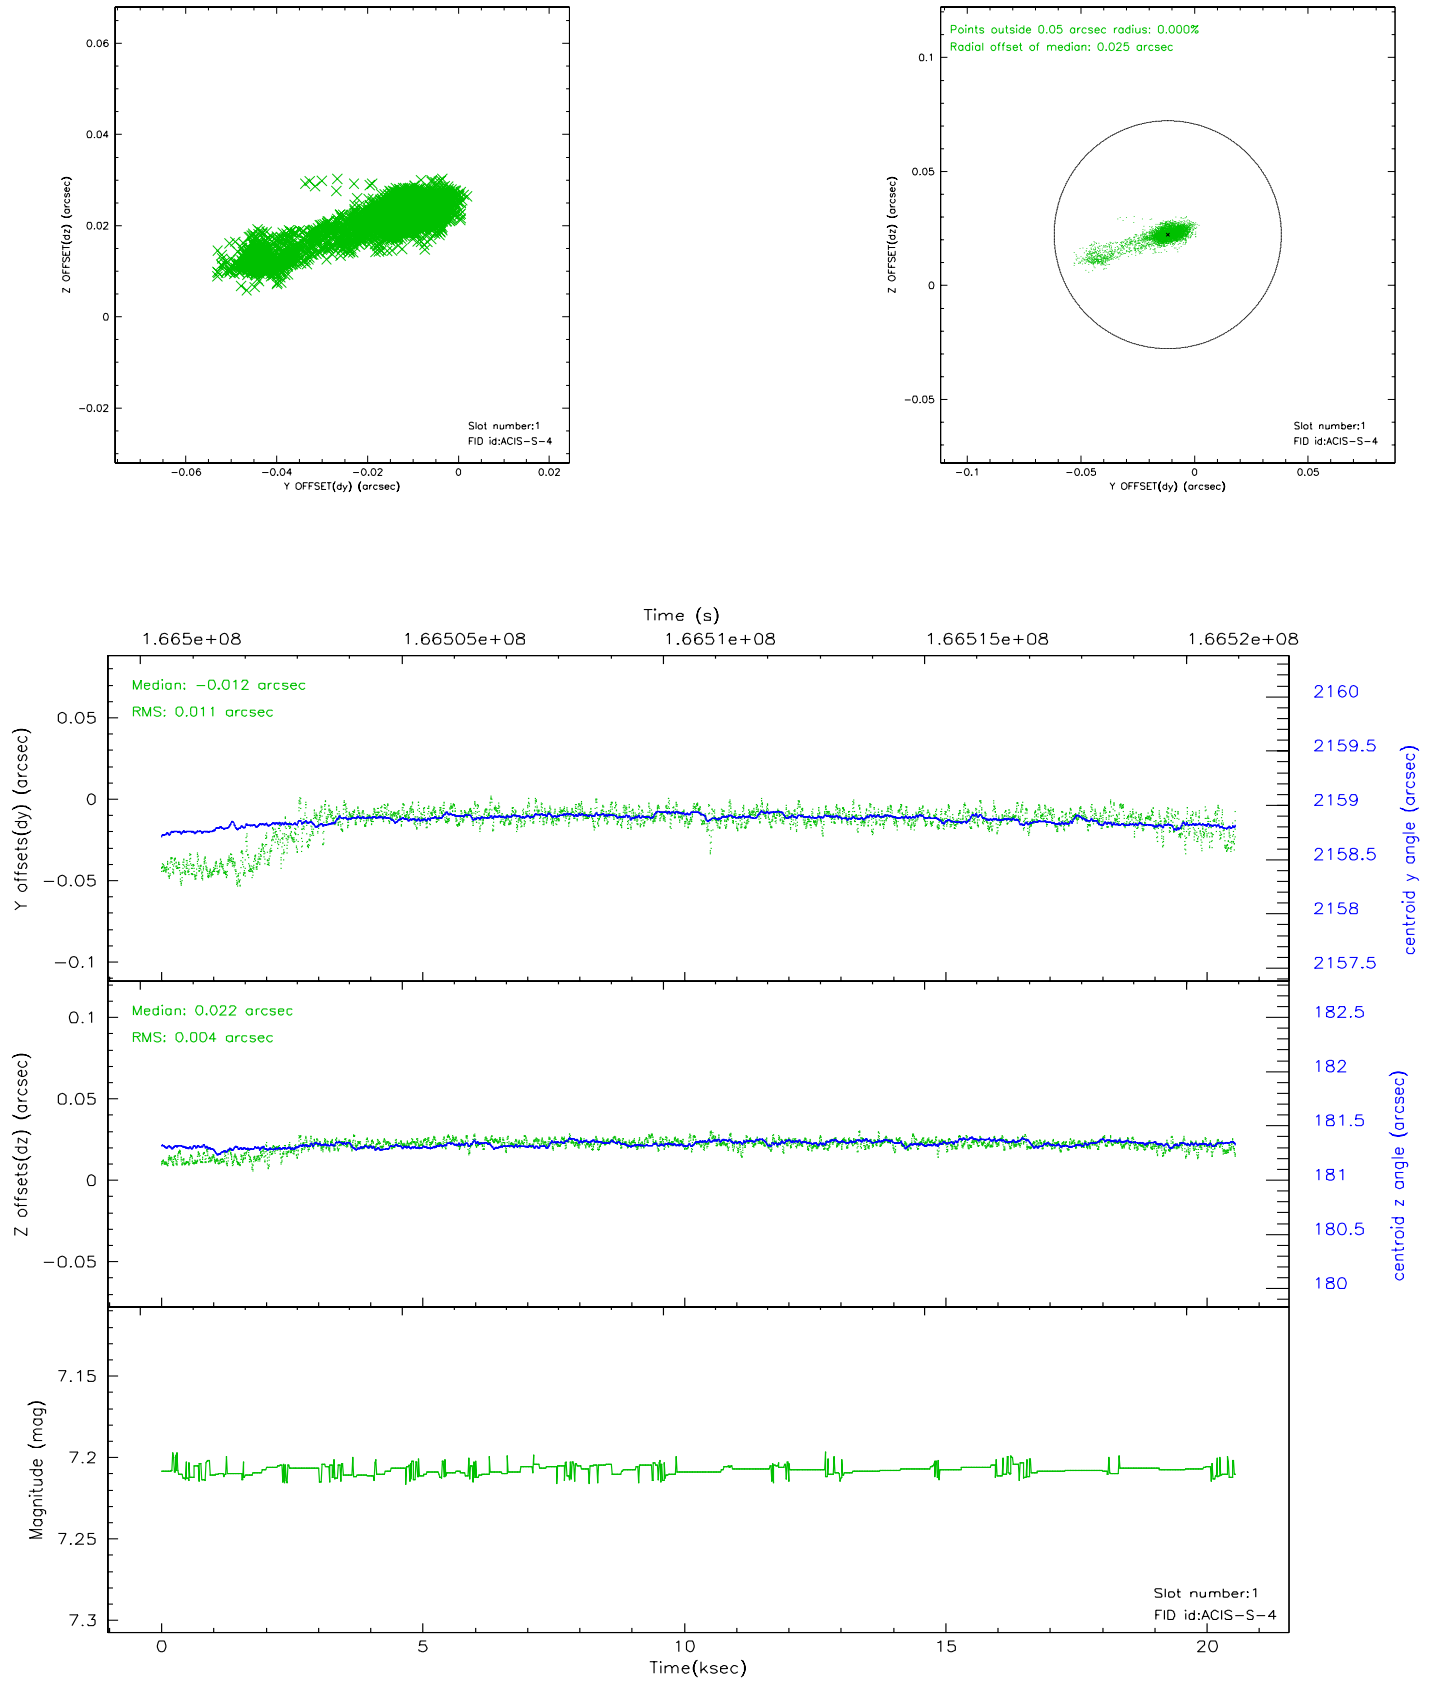 0.06
0.04
0.02
0
−0.02
Z OFFSET(dz) (arcsec)
Slot number:1
FID id:ACIS−S−4
−0.06 −0.04 −0.02 0 0.02
Y OFFSET(dy) (arcsec)
Points outside 0.05 arcsec radius: 0.000%
Radial offset of median: 0.025 arcsec
0.1
0.05
0
−0.05
Z OFFSET(dz) (arcsec)
Slot number:1
FID id:ACIS−S−4
−0.1 −0.05 0 0.05
Y OFFSET(dy) (arcsec)
Time (s)
1.665e+08 1.66505e+08 1.6651e+08 1.66515e+08 1.6652e+08
Median: −0.012 arcsec
RMS: 0.011 arcsec
0.05
0
−0.05
−0.1
Y offsets(dy) (arcsec)
2160
2159.5
2159
2158.5
2158
2157.5
centroid y angle (arcsec)
Median: 0.022 arcsec
RMS: 0.004 arcsec
0.1
0.05
0
−0.05
Z offsets(dz) (arcsec)
182.5
182
181.5
181
180.5
180
centroid z angle (arcsec)
7.15
7.2
7.25
7.3
Magnitude (mag)
Slot number:1
FID id:ACIS−S−4
0 5 10 15 20
Time(ksec)